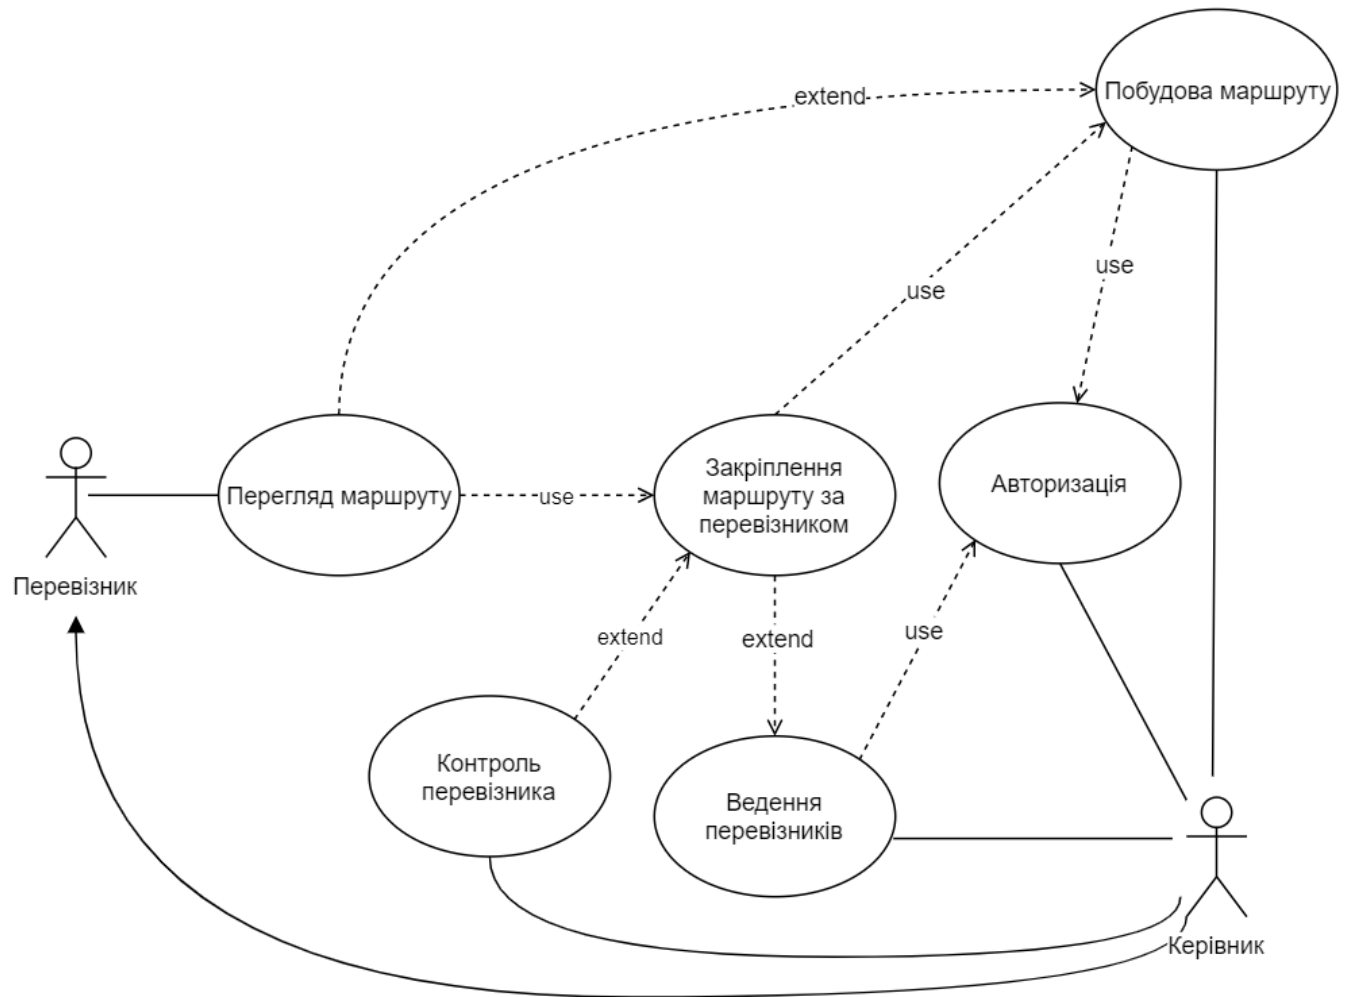 extend
Побудова маршруту
use
use
Перегляд маршруту
use
Закріплення
маршруту за
перевізником
Авторизація
Перевізник
extend
extend
use
Контроль
перевізника
Ведення
перевізників
Керівник